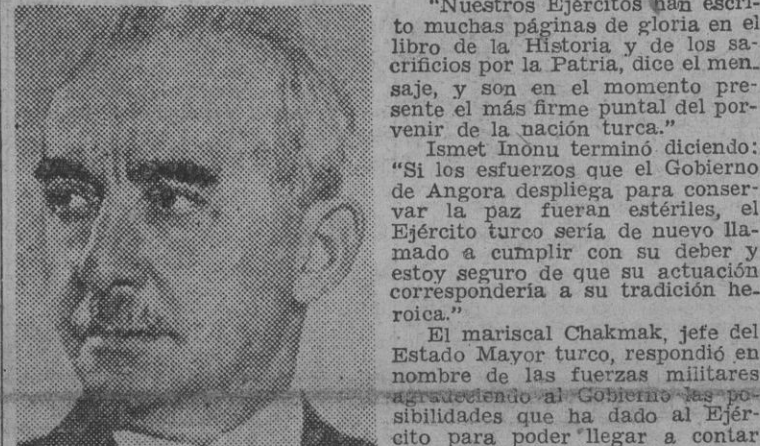 "Nuestros Ejércitos han escri-
to muchas páginas de gloria en el
libro de la Historia y de los sa-
crificios por la Patria, dice el men-
saje, y son en el momento pre-
sente el más firme puntal del por-
venir de la nación turca."
Ismet Inonu terminó diciendo:
"Si los esfuerzos que el Gobierno
de Angora despliega para conser-
var la paz fueran estériles, el
Ejército turco sería de nuevo lla-
mado a cumplir con su deber y
estoy seguro de que su actuación
correspondería a su tradición he-
roica."
El mariscal Chakmak, jefe del
Estado Mayor turco, respondió en
nombre de las fuerzas militares
agradeciendo al Gobierno las po-
sibilidades que ha dado al Ejér-
cito para poder llegar a contar